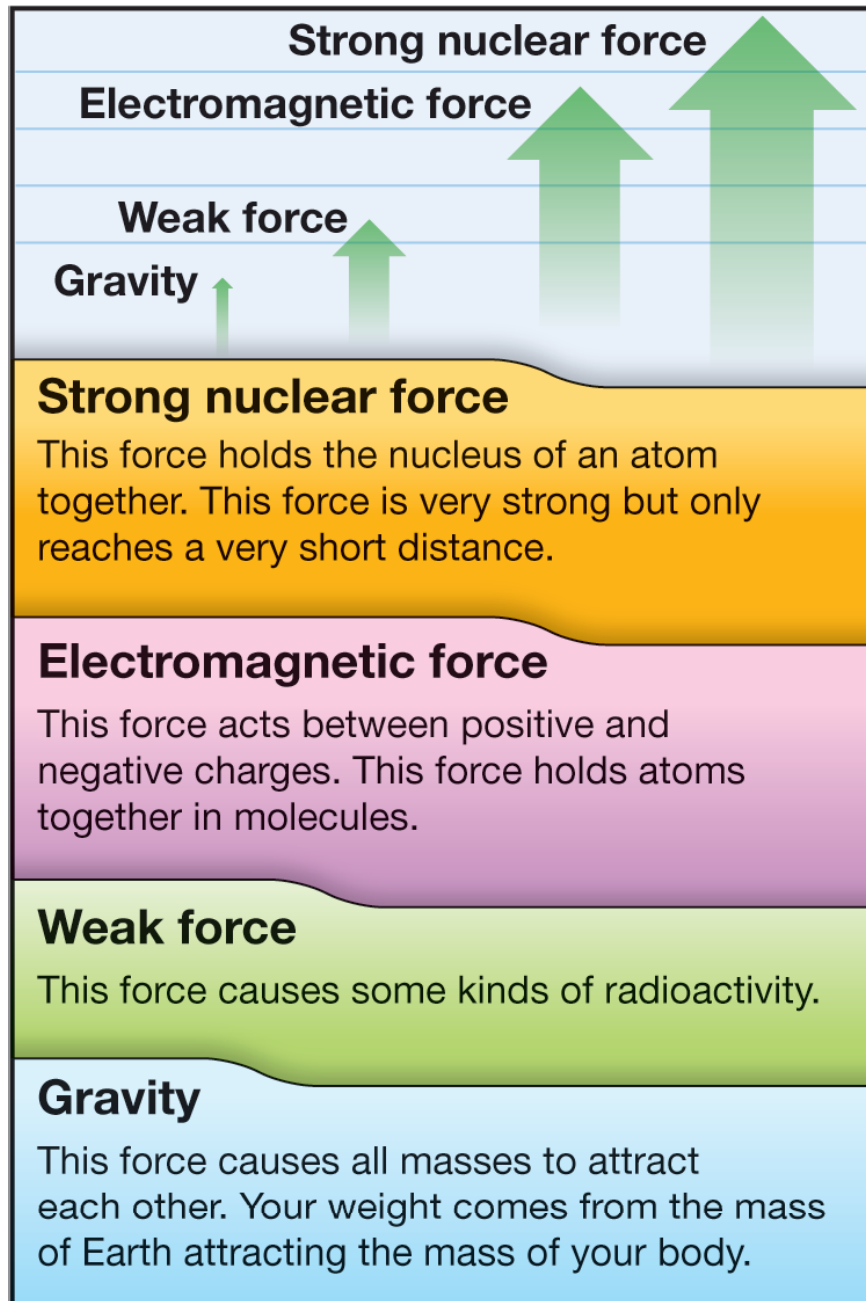 Strong nuclear force
Electromagnetic force
Weak force
Gravity
Strong nuclear force
This force holds the nucleus of an atom
together. This force is very strong but only
reaches a very short distance.
Electromagnetic force
This force acts between positive and
negative charges. This force holds atoms
together in molecules.
Weak force
This force causes some kinds of radioactivity.
Gravity
This force causes all masses to attract
each other. Your weight comes from the mass
of Earth attracting the mass of your body.